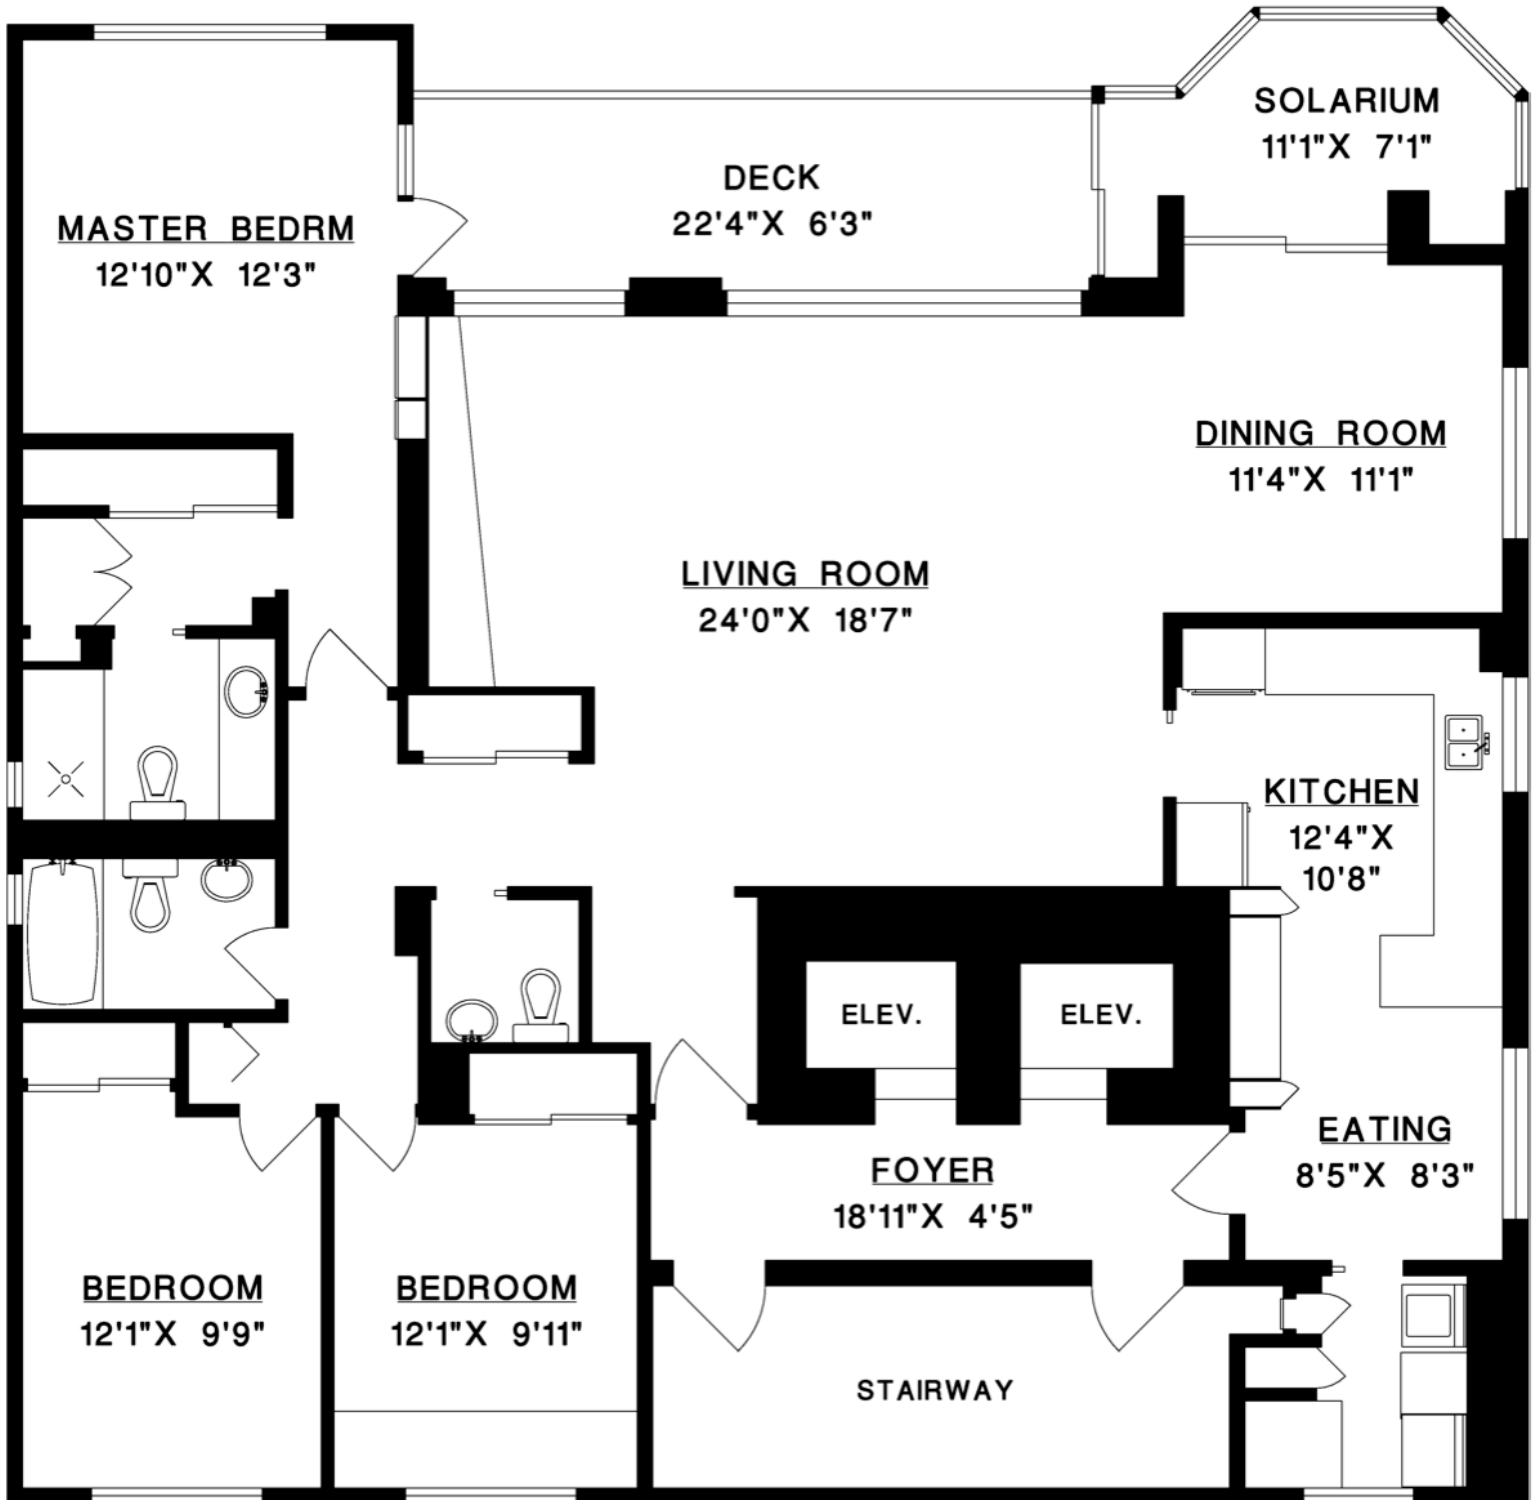 SOLARIUM
11'1"X 7'1"
DECK
22'4"X 6'3"
MASTER BEDRM
12'10"X 12'3"
DINING ROOM
11'4"X 11'1"
LIVING ROOM
24'0"X 18'7"
KITCHEN
12'4"X
10'8"
ELEV.
ELEV.
EATING
8'5"X 8'3"
FOYER
18'11"X 4'5"
BEDROOM
12'1"X 9'9"
BEDROOM
12'1"X 9'11"
STAIRWAY